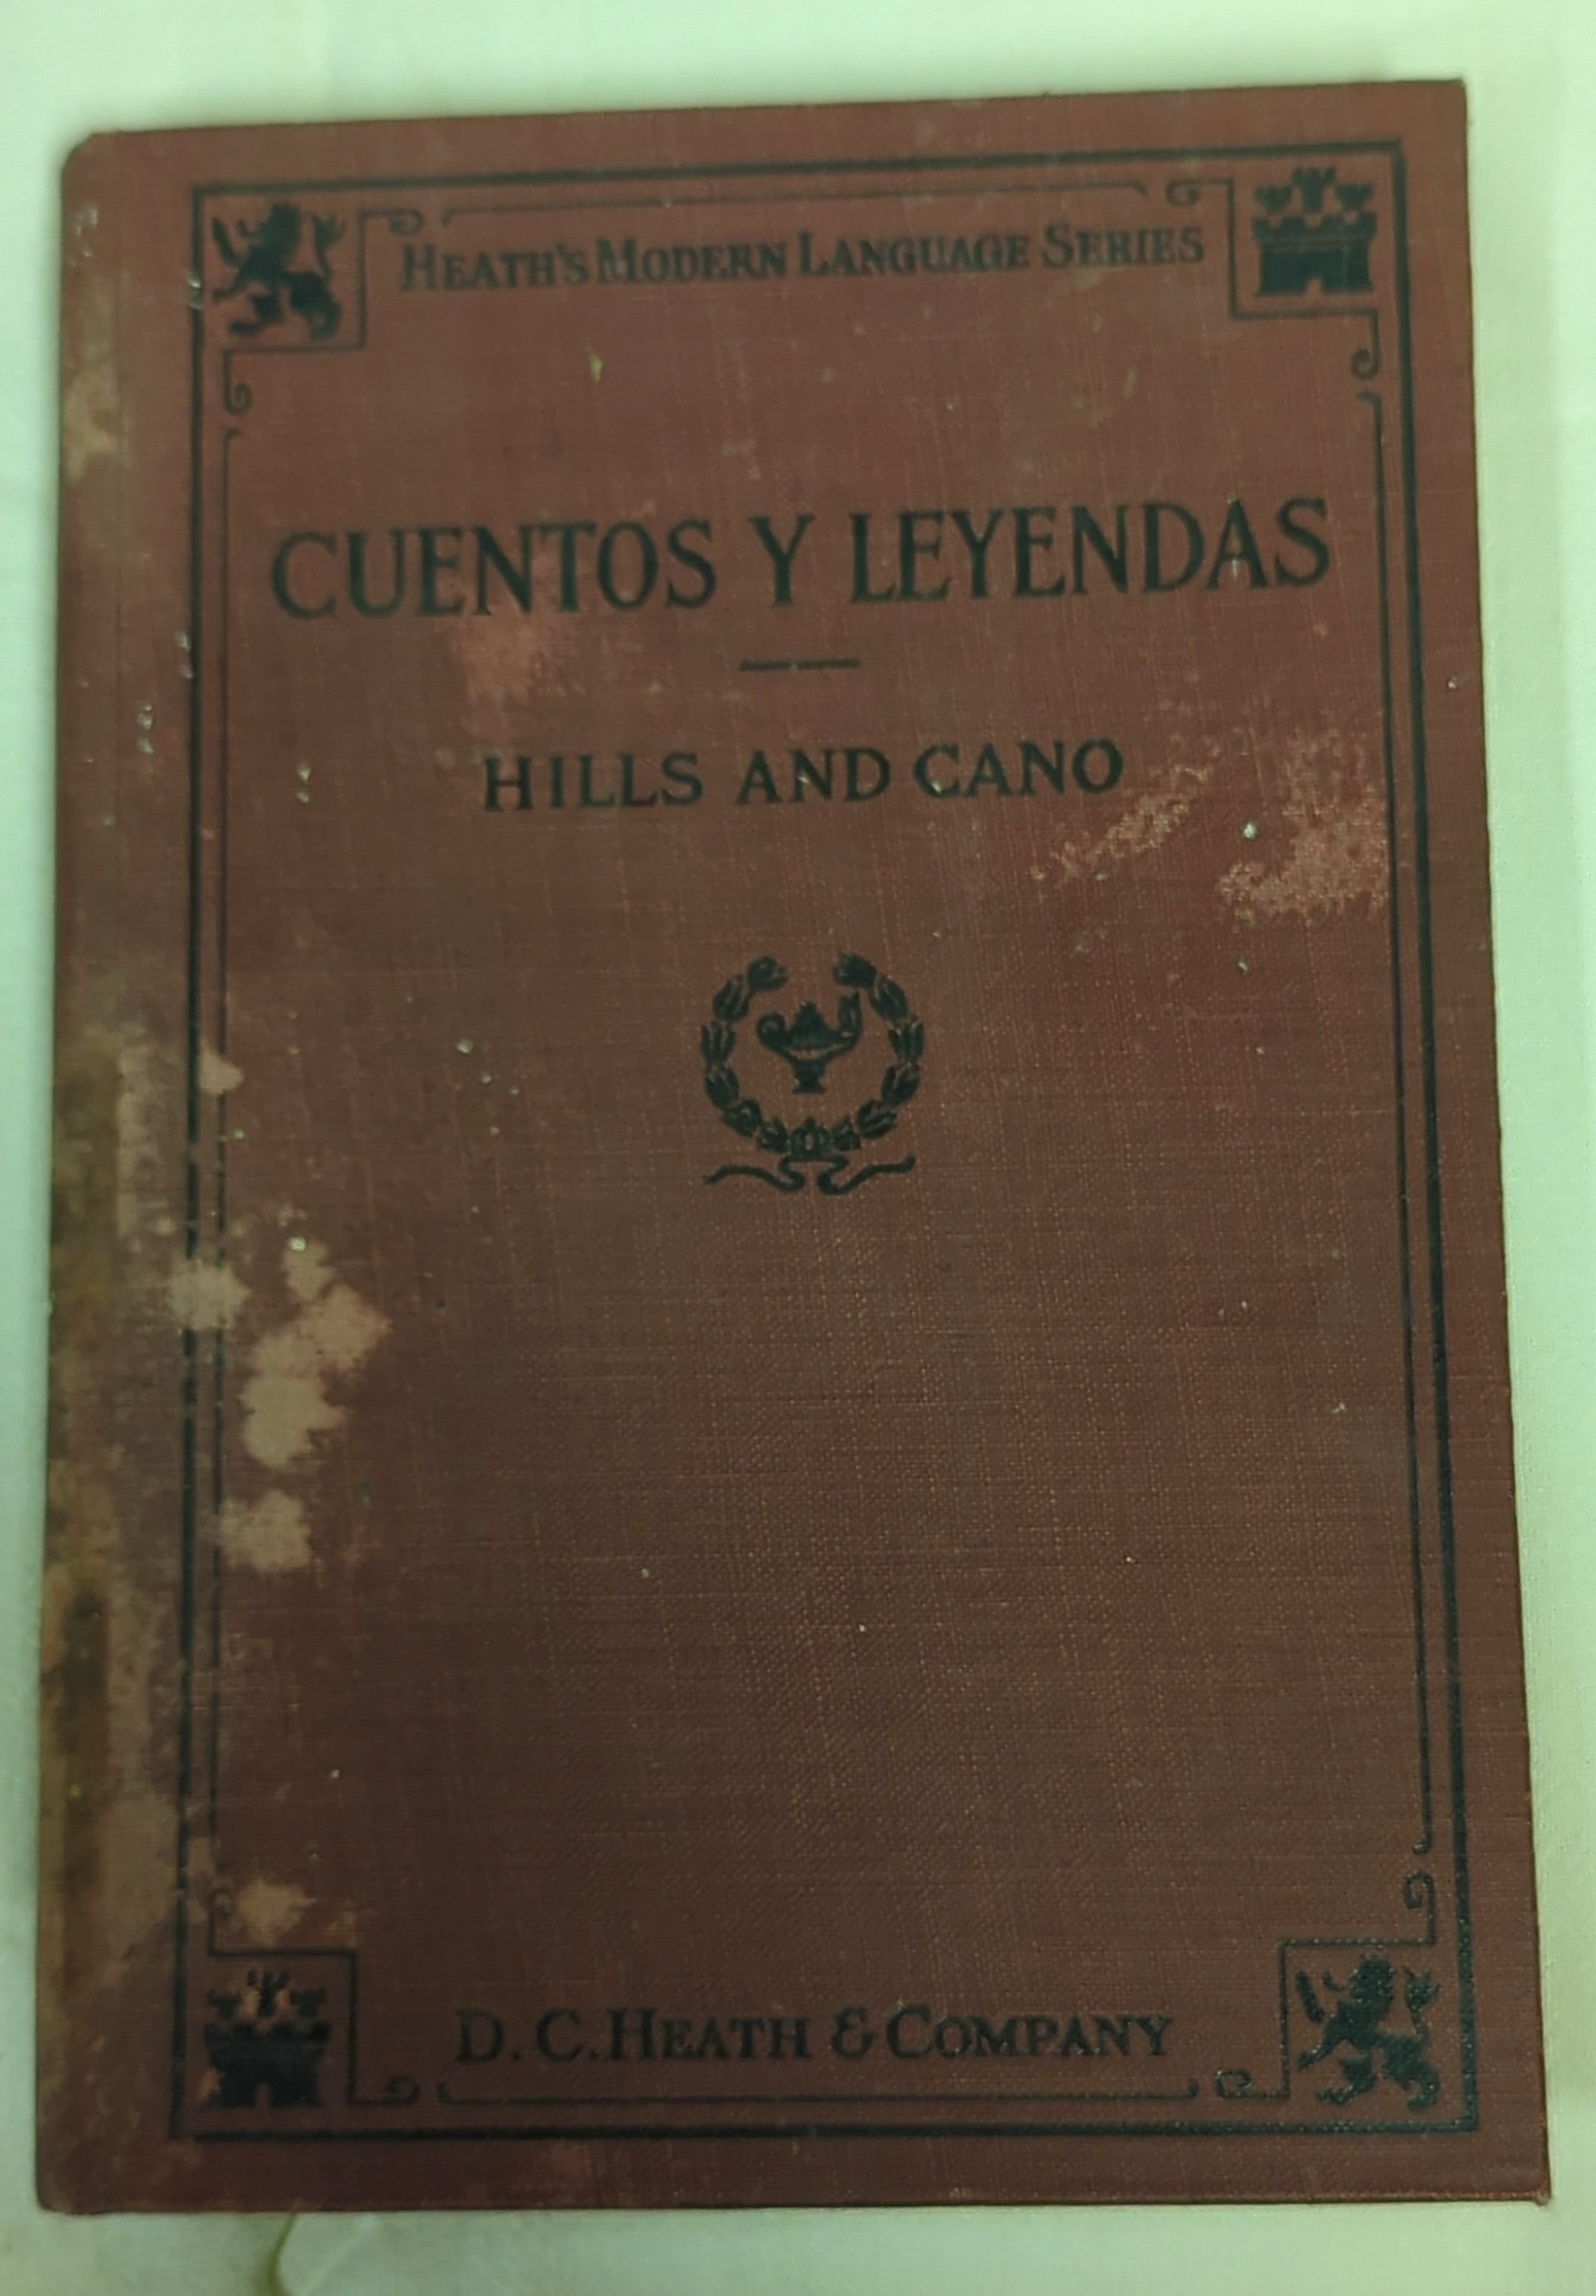 HEATH'S MODERN LANGUAGE SERIES
CUENTOS Y LEYENDAS
HILLS AND CANO
D. C. HEATH & COMPANY